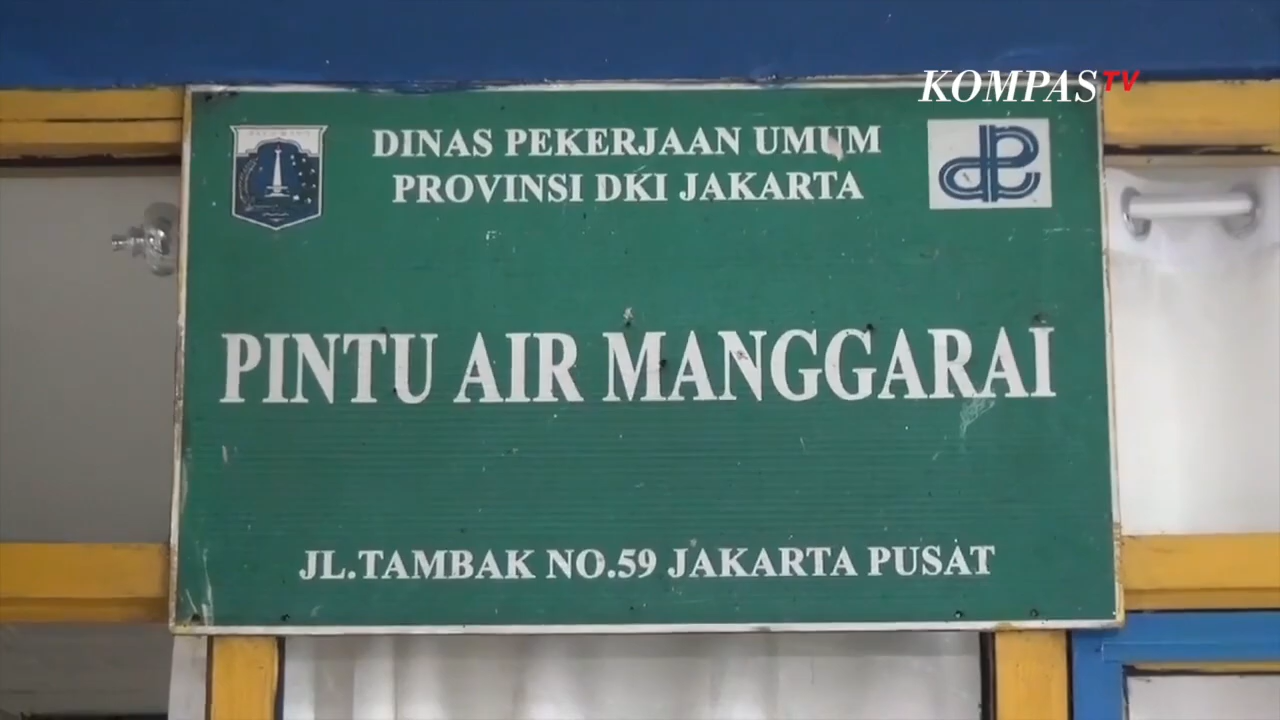 KOMPASTV
DINAS PEKERJAAN UMUM
PROVINSI DKI JAKARTA
PINTU AIR MANGGARAI
JL.TAMBAK NO.59 JAKARTA PUSAT